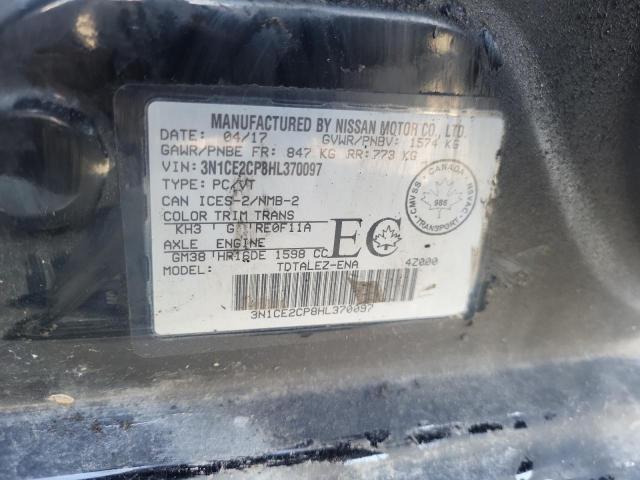 MANUFACTURED BY NISSAN MOTOR CO., LTD.
DATE: 04/17 GVWR/PNBV: 1574 KG
GAWR/PNBE FR: 847 KG RR: 773 KG
VIN: 3N1CE2CP8HL370097
TYPE: PC/VT
CAN ICES-2/NMB-2
COLOR TRIM TRANS
KH3 ' G ' RE0F11A
AXLE ENGINE
GM38 'HR16DE 1598 CC
MODEL: TDTALEZ-ENA 4Z000
EC
3N1CE2CP8HL370097
CMVSS · CANADA · NSVAC
986
TRANSPORT